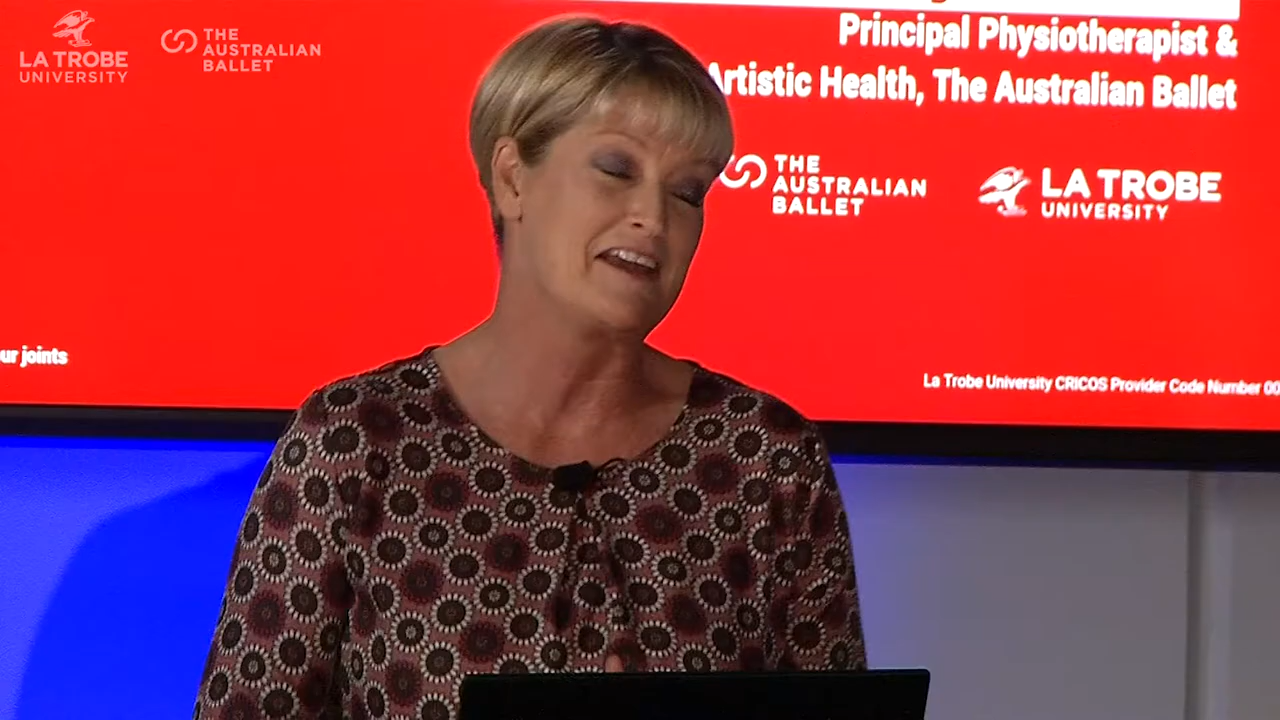 LA TROBE
UNIVERSITY
THE
AUSTRALIAN
BALLET
Principal Physiotherapist &
Artistic Health, The Australian Ballet
THE
AUSTRALIAN
BALLET
LA TROBE
UNIVERSITY
ur joints
La Trobe University CRICOS Provider Code Number 00